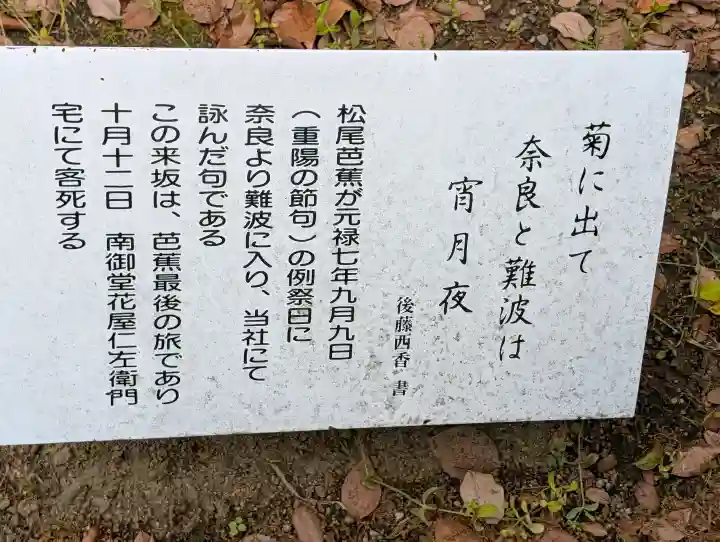 菊に出て
奈良と難波は
宵月夜
後藤西香 書
松尾芭蕉が元禄七年九月九日
(重陽の節句)の例祭日に
奈良より難波に入り、当社にて
詠んだ句である
この来坂は、芭蕉最後の旅であり
十月十二日 南御堂花屋仁左衛門
宅にて客死する